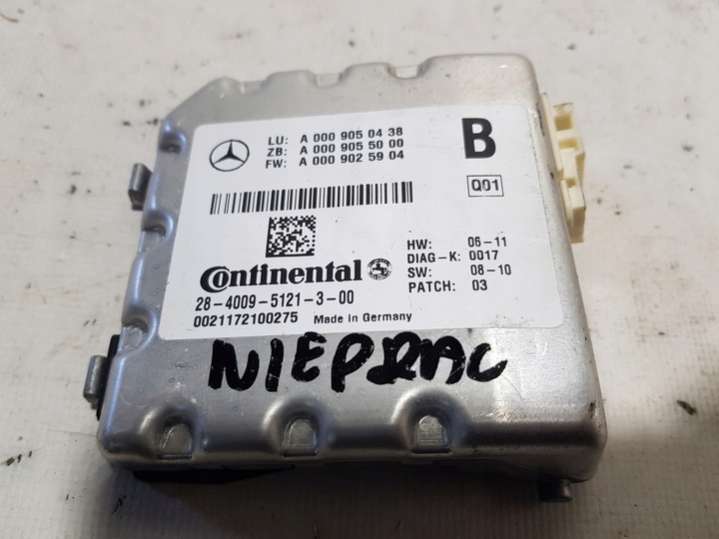 LU: A 000 905 04 38
ZB: A 000 905 50 00
FW: A 000 902 59 04
B
Q01
HW: 06-11
DIAG-K: 0017
SW: 08-10
PATCH: 03
Continental
28-4009-5121-3-00
0021172100275 Made in Germany
NIEPRAC